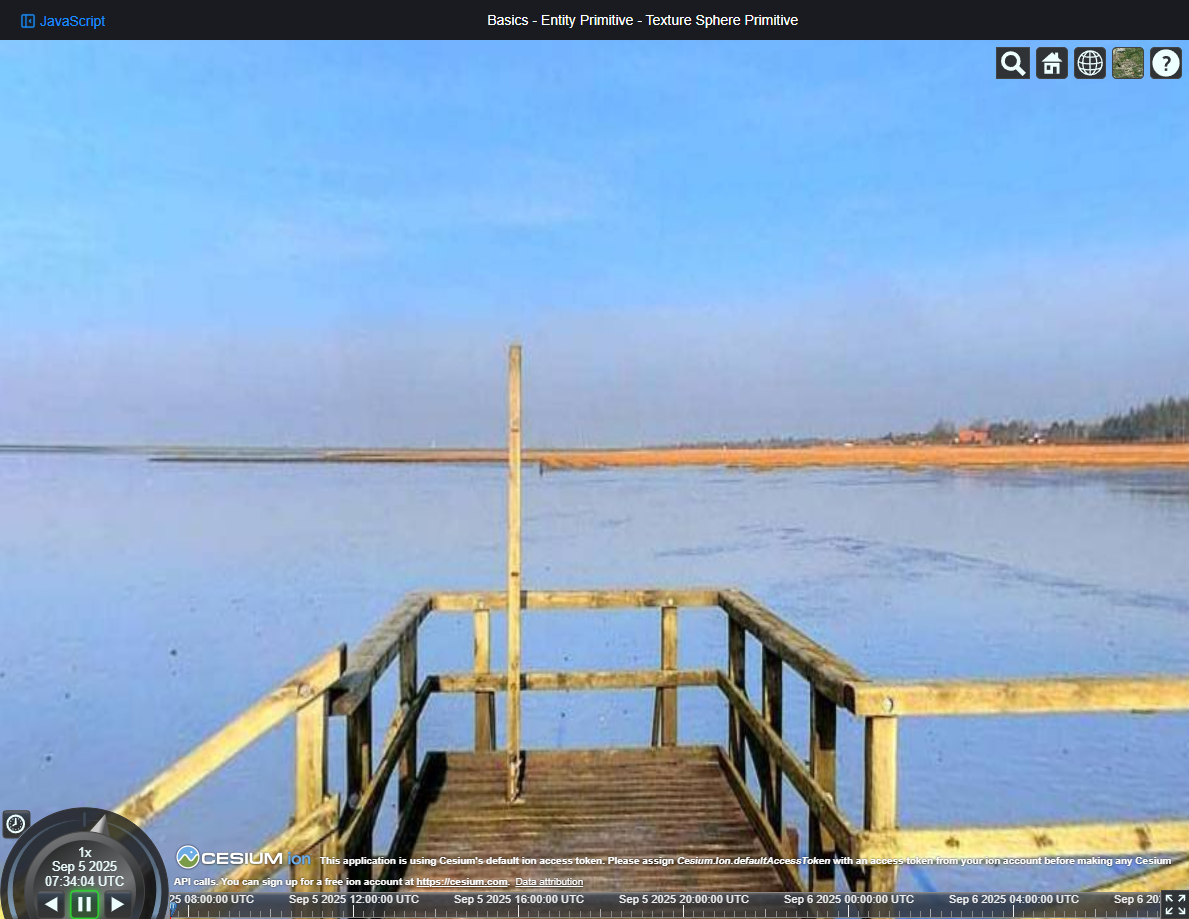 JavaScript
Basics - Entity Primitive - Texture Sphere Primitive
?
1x
Sep 5 2025
07:34:04 UTC
CESIUM ion This application is using Cesium's default ion access token. Please assign Cesium.Ion.defaultAccessToken with an access token from your ion account before making any Cesium
API calls. You can sign up for a free ion account at https://cesium.com. Data attribution
25 08:00:00 UTC Sep 5 2025 12:00:00 UTC Sep 5 2025 16:00:00 UTC Sep 5 2025 20:00:00 UTC Sep 6 2025 00:00:00 UTC Sep 6 2025 04:00:00 UTC Sep 6 20